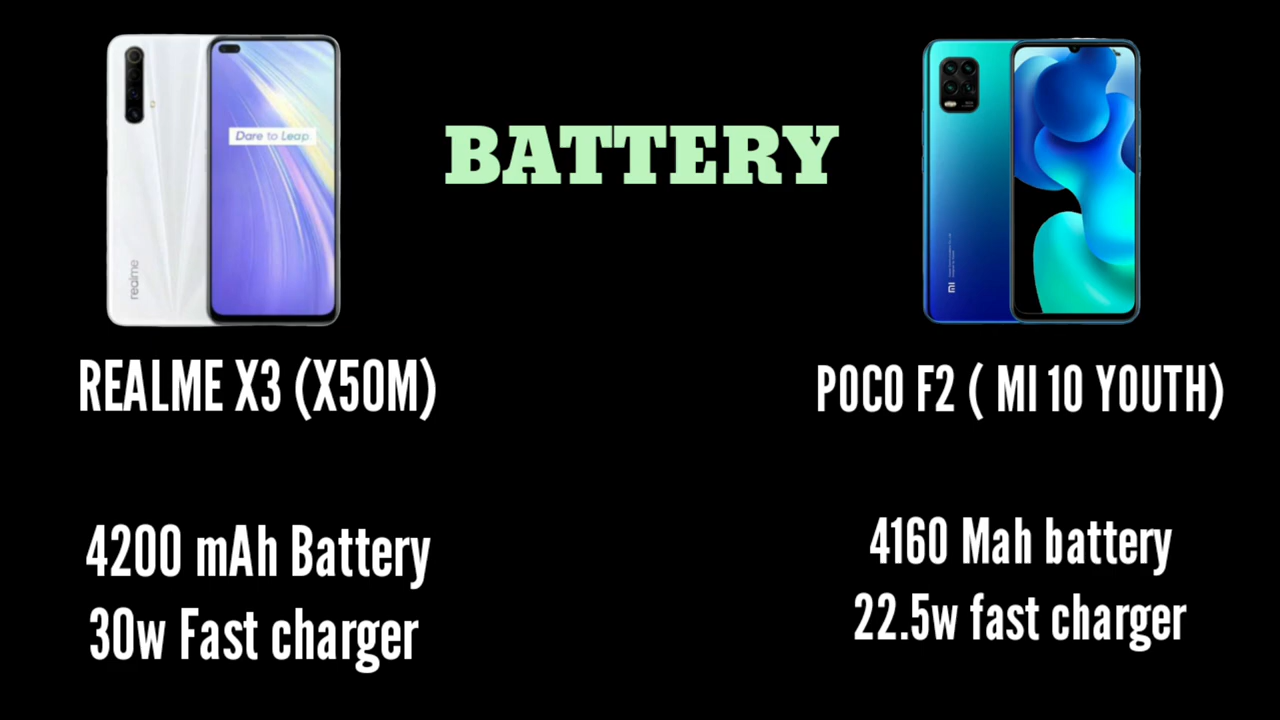 Dare to Leap
realme
BATTERY
MI
REALME X3 (X50M)
POCO F2 ( MI 10 YOUTH)
4200 mAh Battery
30w Fast charger
4160 Mah battery
22.5w fast charger